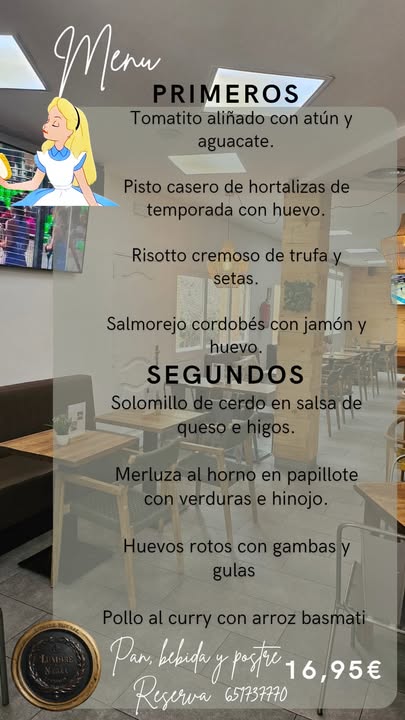 Menu
PRIMEROS
Tomatito aliñado con atún y
aguacate.
Pisto casero de hortalizas de
temporada con huevo.
Risotto cremoso de trufa y
setas.
Salmorejo cordobés con jamón y
huevo.
SEGUNDOS
Solomillo de cerdo en salsa de
queso e higos.
Merluza al horno en papillote
con verduras e hinojo.
Huevos rotos con gambas y
gulas
Pollo al curry con arroz basmati
Pan, bebida y postre
16,95€
Reserva 651737770